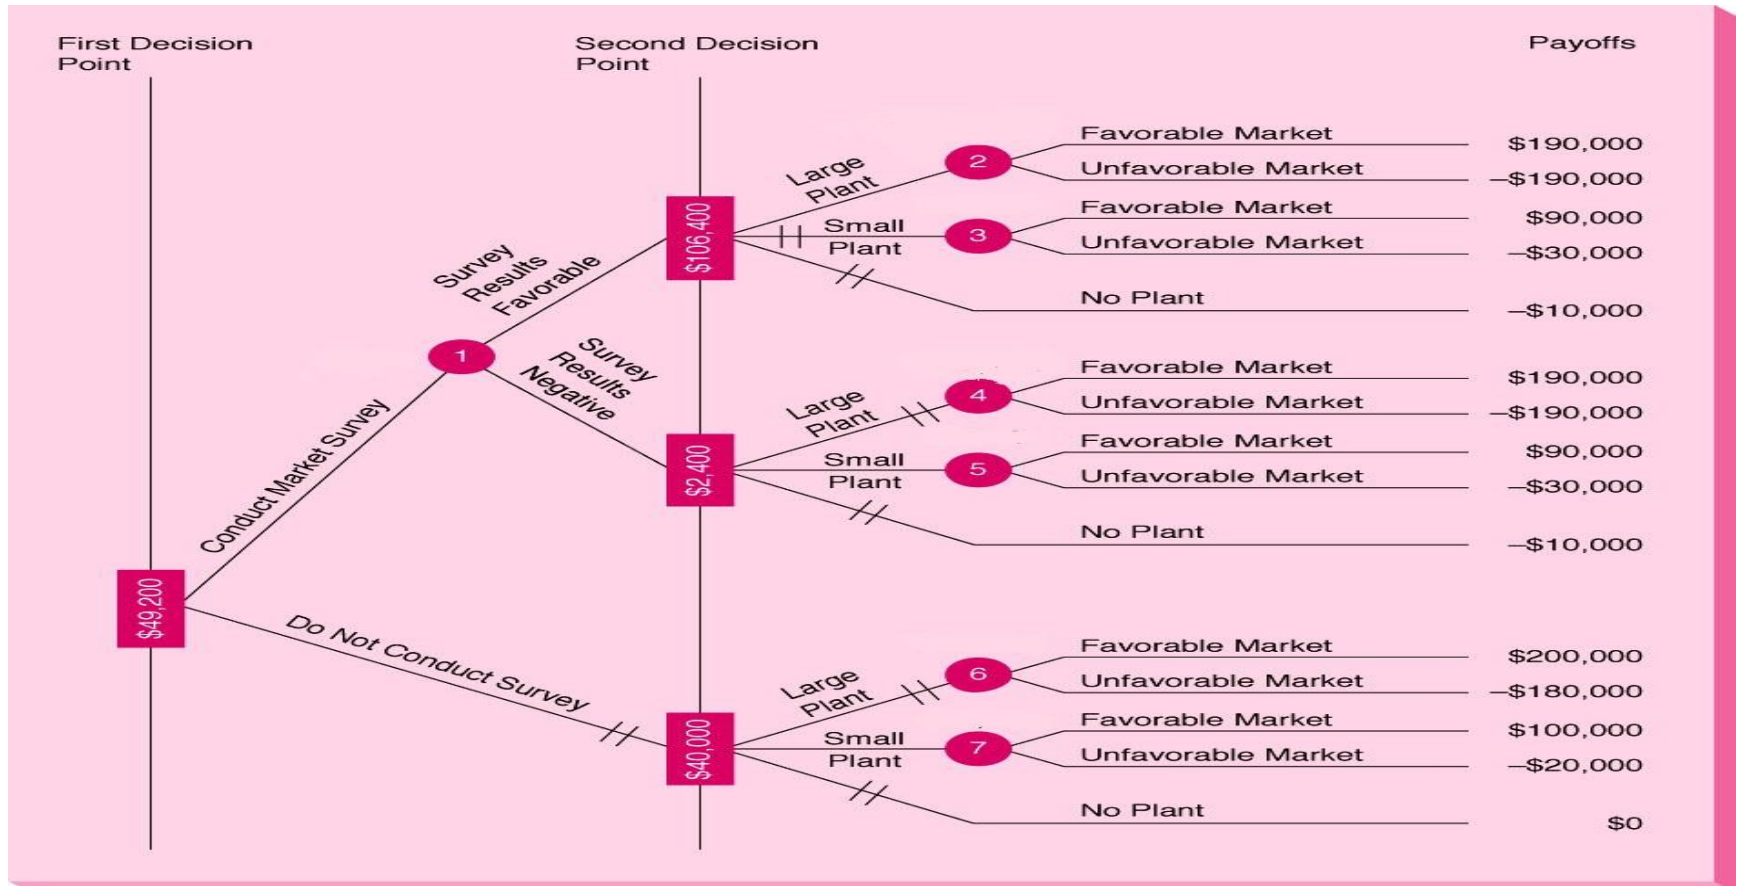 First Decision
Point
Second Decision
Point
Payoffs
Favorable Market
$190,000
Large
Plant
2
Unfavorable Market
–$190,000
Favorable Market
$90,000
$106,400
Small
Plant
3
Unfavorable Market
–$30,000
Survey
Results
Favorable
No Plant
–$10,000
1
Survey
Results
Negative
Favorable Market
$190,000
Large
Plant
4
Unfavorable Market
–$190,000
Favorable Market
$90,000
$2,400
Small
Plant
5
Unfavorable Market
–$30,000
Conduct Market Survey
No Plant
–$10,000
$49,200
Do Not Conduct Survey
Favorable Market
$200,000
Large
Plant
6
Unfavorable Market
–$180,000
Favorable Market
$100,000
$40,000
Small
Plant
7
Unfavorable Market
–$20,000
No Plant
$0